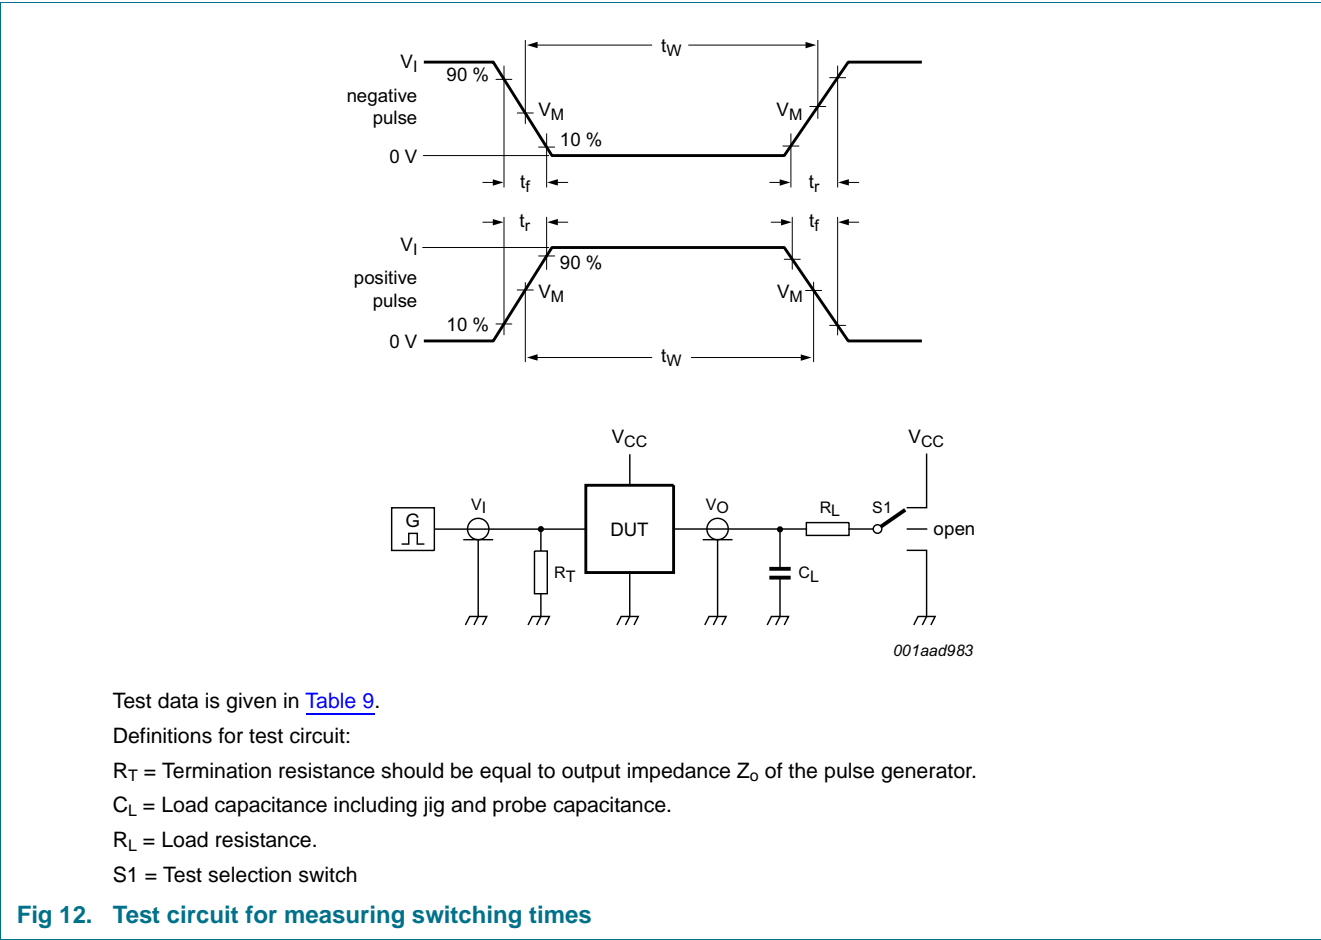 tW
VI
90 %
negative
pulse
VM
VM
10 %
0 V
tf
tr
tr
tf
VI
90 %
positive
pulse
VM
VM
10 %
0 V
tW
VCC
VCC
VI
VO
RL
S1
G
DUT
open
RT
CL
001aad983
Test data is given in Table 9.
Definitions for test circuit:
RT = Termination resistance should be equal to output impedance Zo of the pulse generator.
CL = Load capacitance including jig and probe capacitance.
RL = Load resistance.
S1 = Test selection switch
Fig 12. Test circuit for measuring switching times